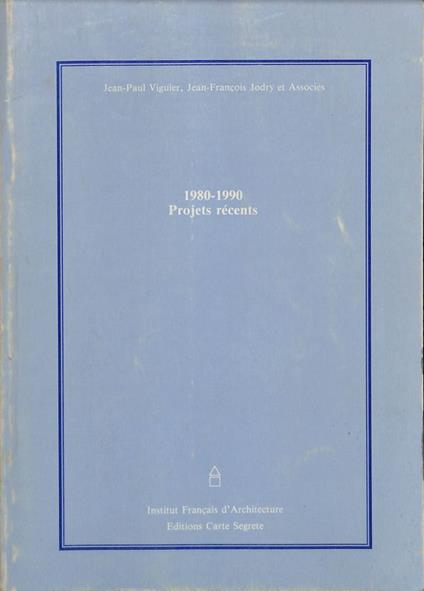 Jean-Paul Viguier, Jean-François Jodry et Associés
1980-1990
Projets récents
Institut Français d'Architecture
Editions Carte Segrete